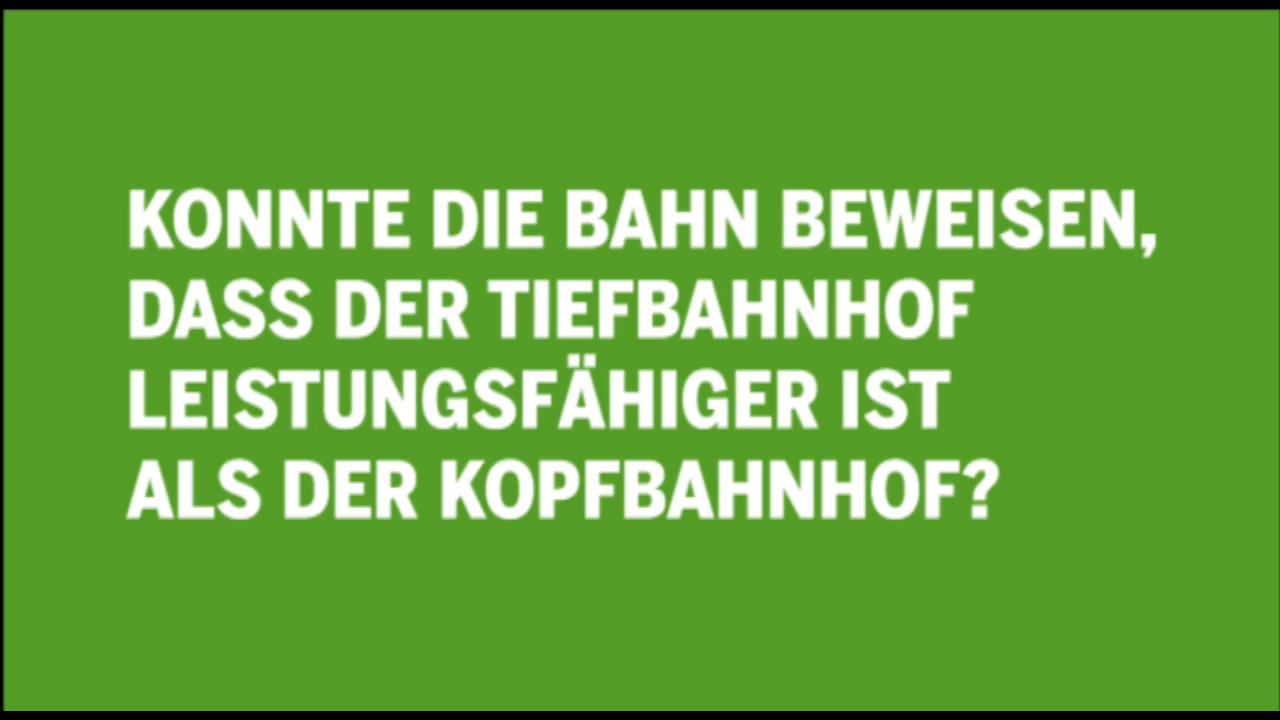 KONNTE DIE BAHN BEWEISEN,
DASS DER TIEFBAHNHOF
LEISTUNGSFÄHIGER IST
ALS DER KOPFBAHNHOF?